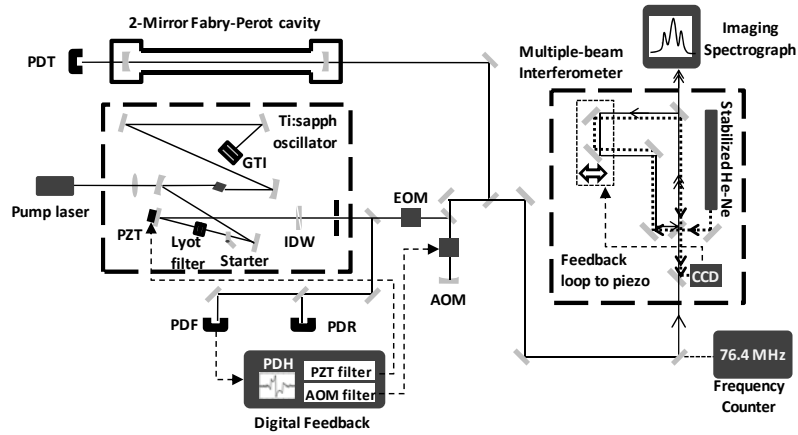 2-Mirror Fabry-Perot cavity
PDT
Imaging
Spectrograph
Multiple-beam
Interferometer
Ti:sapph
oscillator
GTI
Stabilized He-Ne
Pump laser
PZT
Lyot
filter
Starter
IDW
EOM
AOM
Feedback
loop to piezo
CCD
PDF
PDR
PDH
PZT filter
AOM filter
Digital Feedback
76.4 MHz
Frequency
Counter